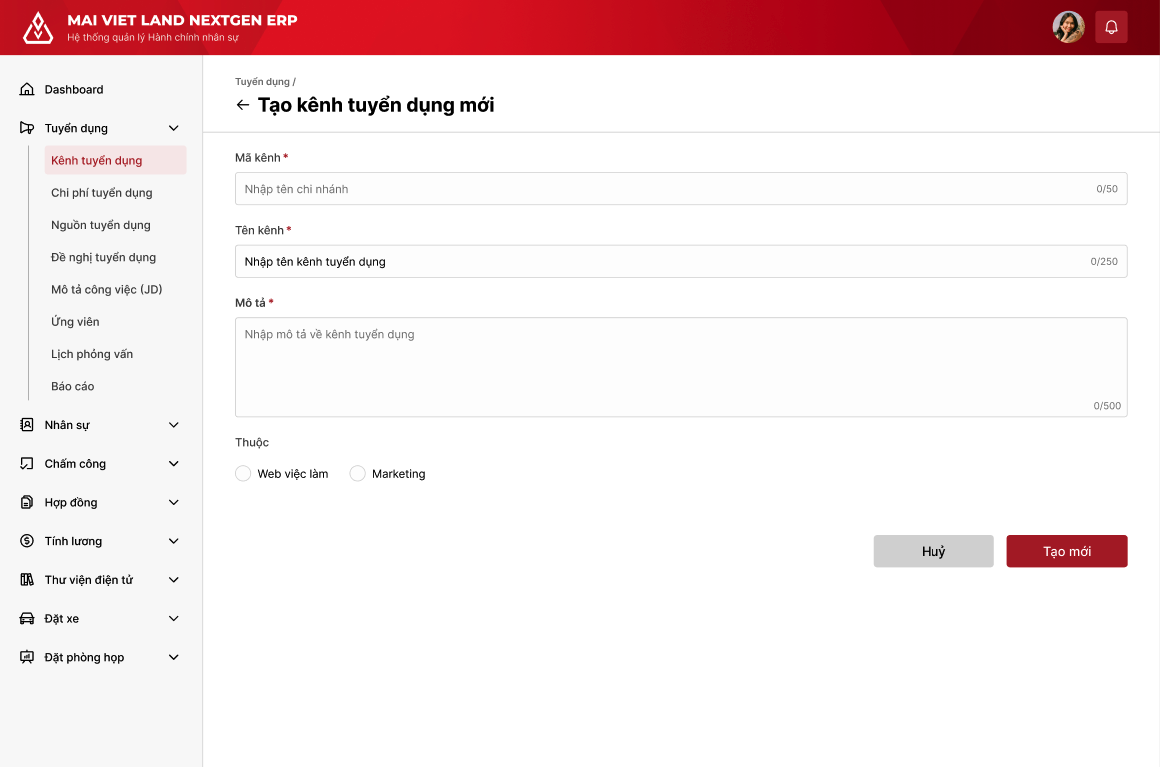 MAI VIET LAND NEXTGEN ERP
Hệ thống quản lý Hành chính nhân sự
Dashboard
Tuyển dụng
Kênh tuyển dụng
Chi phí tuyển dụng
Nguồn tuyển dụng
Đề nghị tuyển dụng
Mô tả công việc (JD)
Ứng viên
Lịch phỏng vấn
Báo cáo
Nhân sự
Chấm công
Hợp đồng
Tính lương
Thư viện điện tử
Đặt xe
Đặt phòng họp
Tuyển dụng /
Tạo kênh tuyển dụng mới
Mã kênh *
Nhập tên chi nhánh 0/50
Tên kênh *
Nhập tên kênh tuyển dụng 0/250
Mô tả *
Nhập mô tả về kênh tuyển dụng
0/500
Thuộc
Web việc làm Marketing
Huỷ Tạo mới